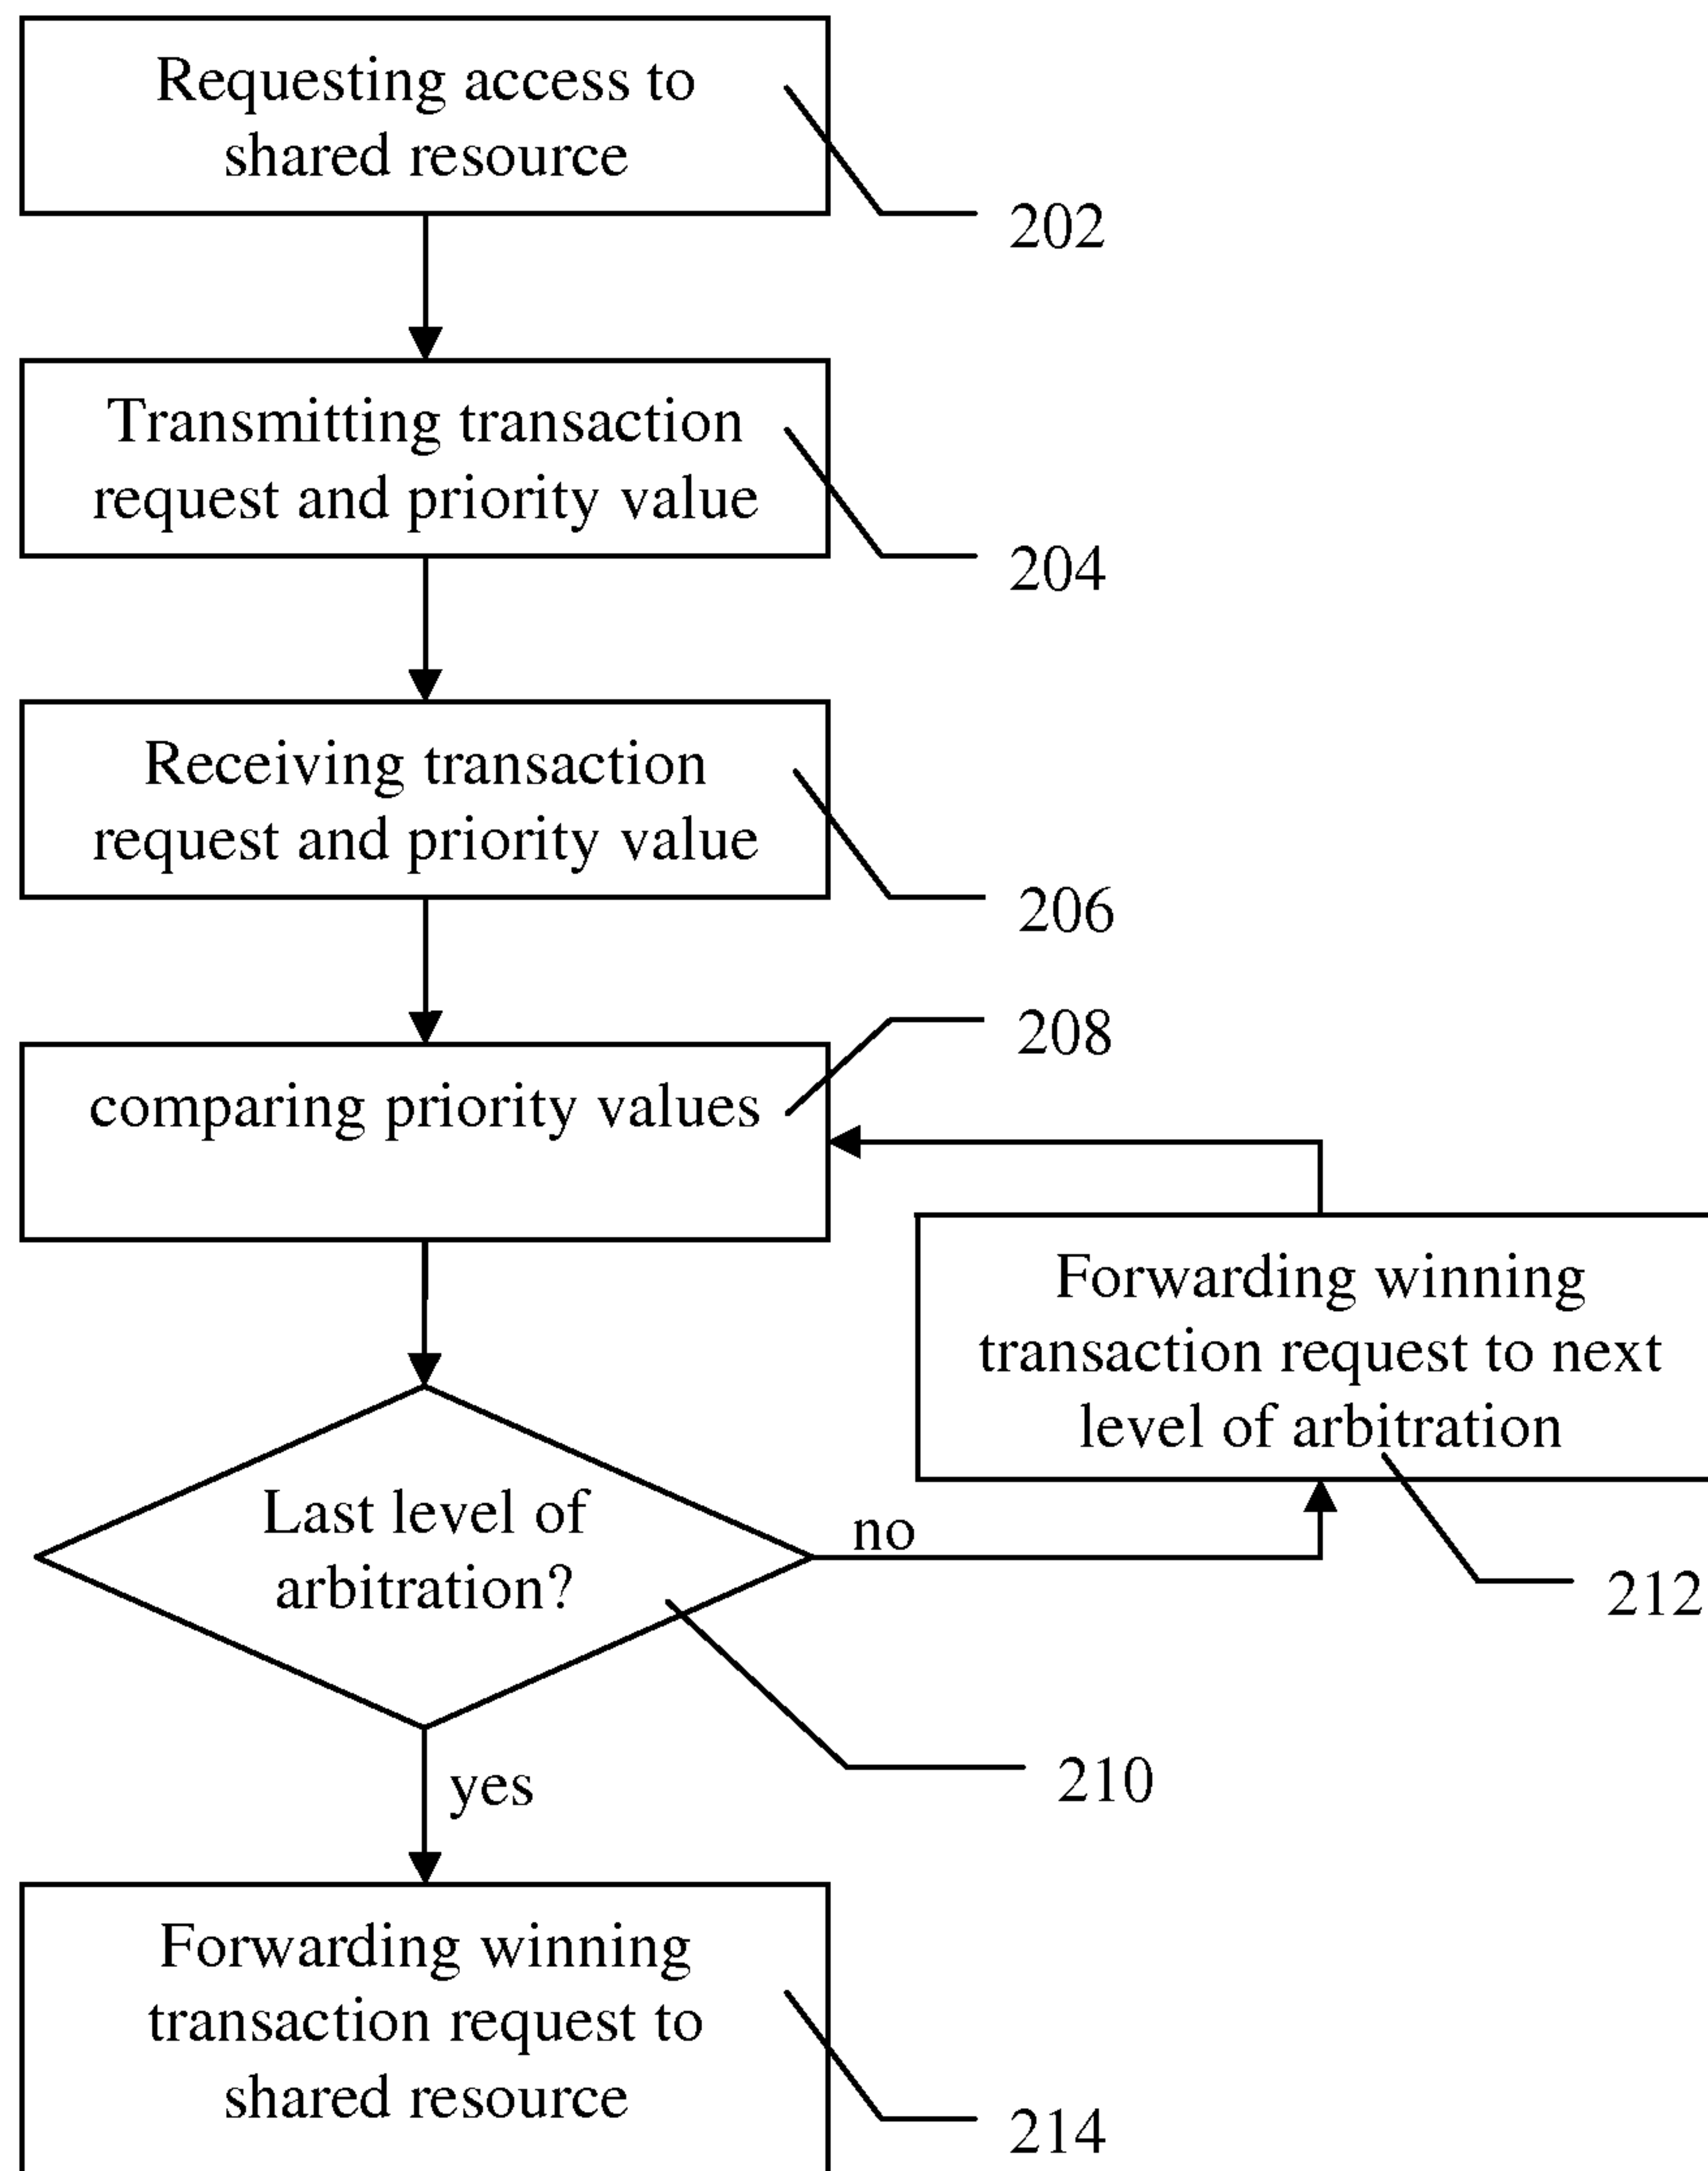 Requesting access to
shared resource
202
Transmitting transaction
request and priority value
204
Receiving transaction
request and priority value
206
208
comparing priority values
Forwarding winning
transaction request to next
level of arbitration
212
Last level of
arbitration?
no
210
yes
Forwarding winning
transaction request to
shared resource
214